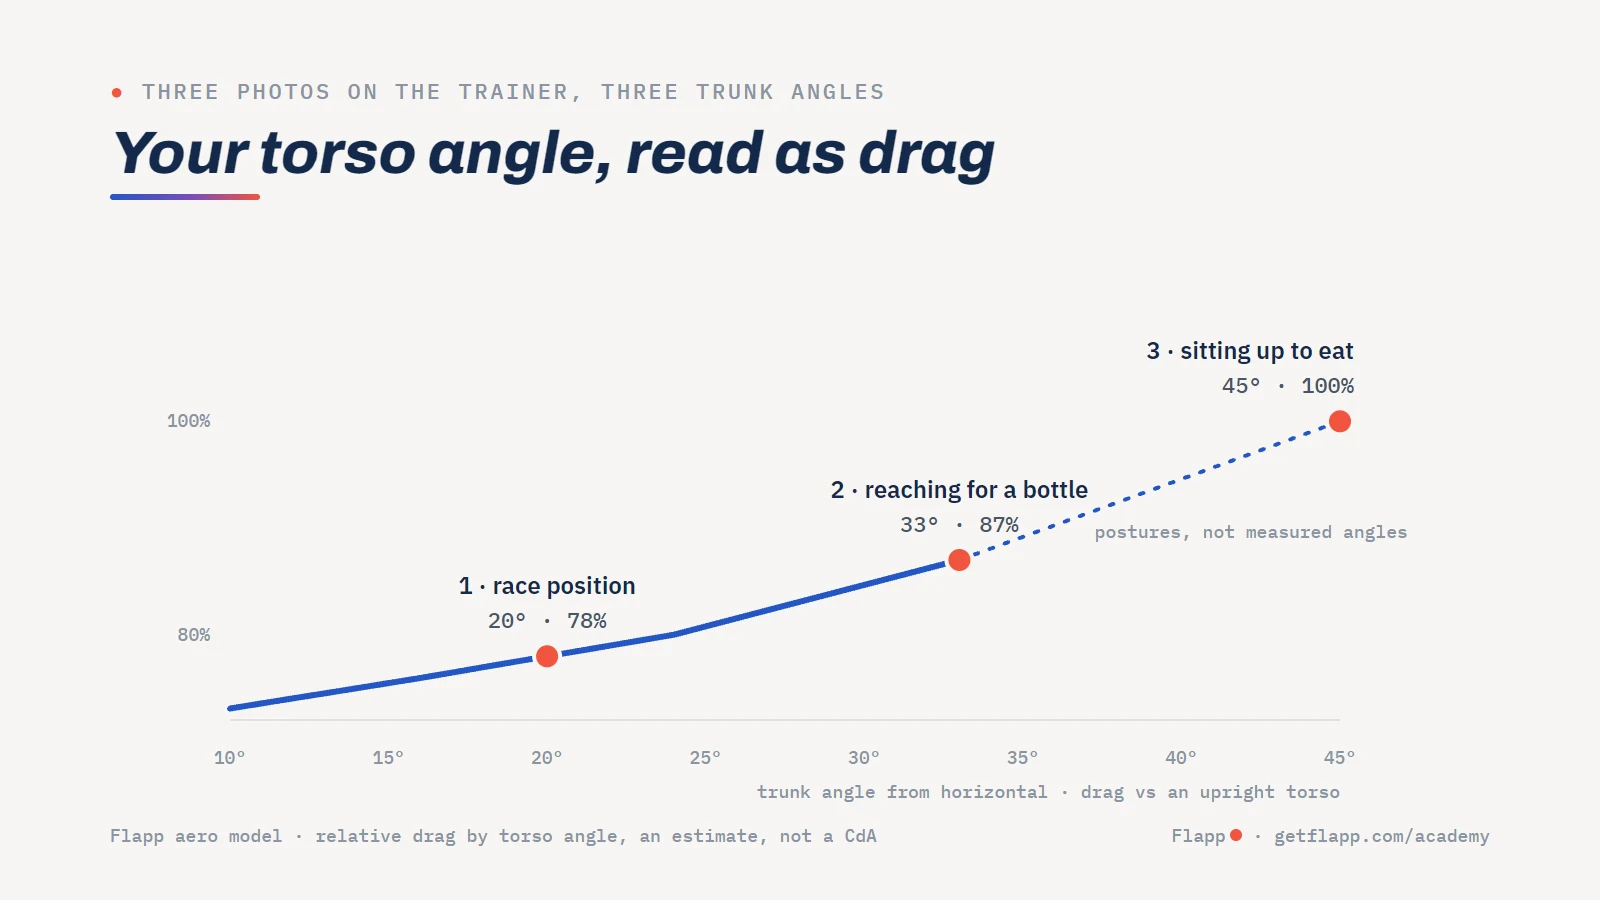 THREE PHOTOS ON THE TRAINER, THREE TRUNK ANGLES
Your torso angle, read as drag
3 · sitting up to eat
45° · 100%
100%
2 · reaching for a bottle
33° · 87%
postures, not measured angles
1 · race position
20° · 78%
80%
10° 15° 20° 25° 30° 35° 40° 45°
trunk angle from horizontal · drag vs an upright torso
Flapp aero model · relative drag by torso angle, an estimate, not a CdA
Flapp · getflapp.com/academy